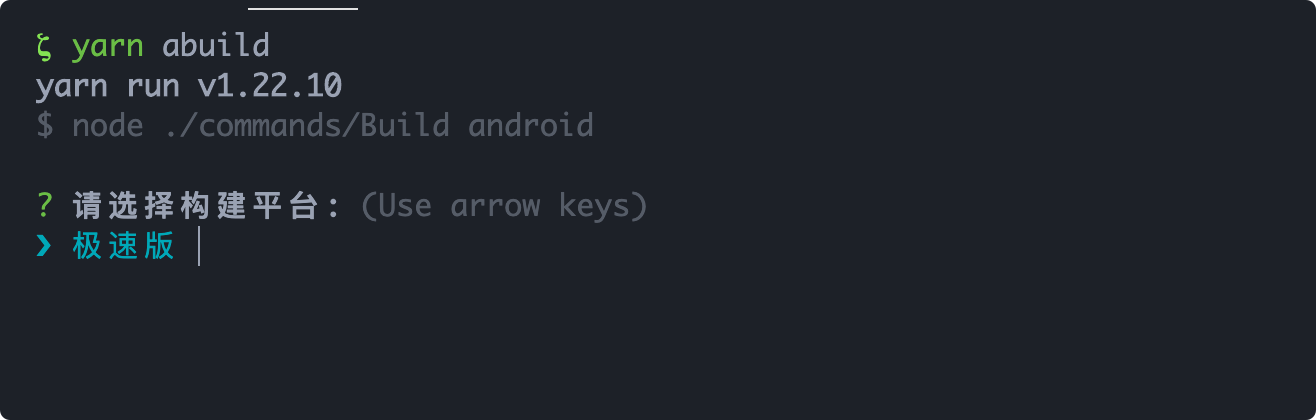 ζ yarn abuild
yarn run v1.22.10
$ node ./commands/Build android
? 请选择构建平台: (Use arrow keys)
❯ 极速版